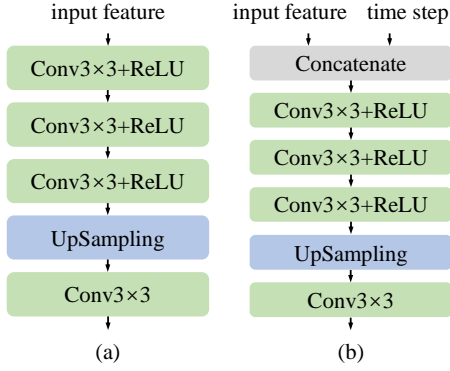 input feature
Conv3×3+ReLU
Conv3×3+ReLU
Conv3×3+ReLU
UpSampling
Conv3×3
(a)
input feature time step
Concatenate
Conv3×3+ReLU
Conv3×3+ReLU
Conv3×3+ReLU
UpSampling
Conv3×3
(b)